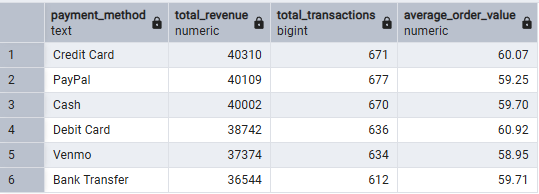 payment_method total_revenue total_transactions average_order_value
text numeric bigint numeric
1 Credit Card 40310 671 60.07
2 PayPal 40109 677 59.25
3 Cash 40002 670 59.70
4 Debit Card 38742 636 60.92
5 Venmo 37374 634 58.95
6 Bank Transfer 36544 612 59.71